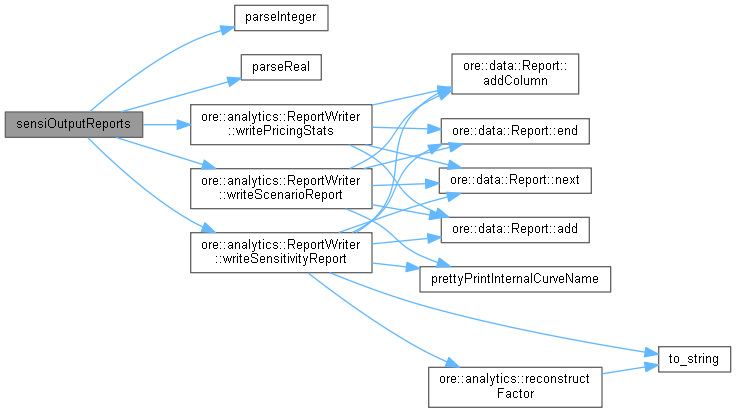 sensiOutputReports
parseInteger
parseReal
ore::analytics::ReportWriter
::writePricingStats
ore::analytics::ReportWriter
::writeScenarioReport
ore::analytics::ReportWriter
::writeSensitivityReport
ore::data::Report::
addColumn
ore::data::Report::end
ore::data::Report::next
ore::data::Report::add
prettyPrintInternalCurveName
to_string
ore::analytics::reconstruct
Factor